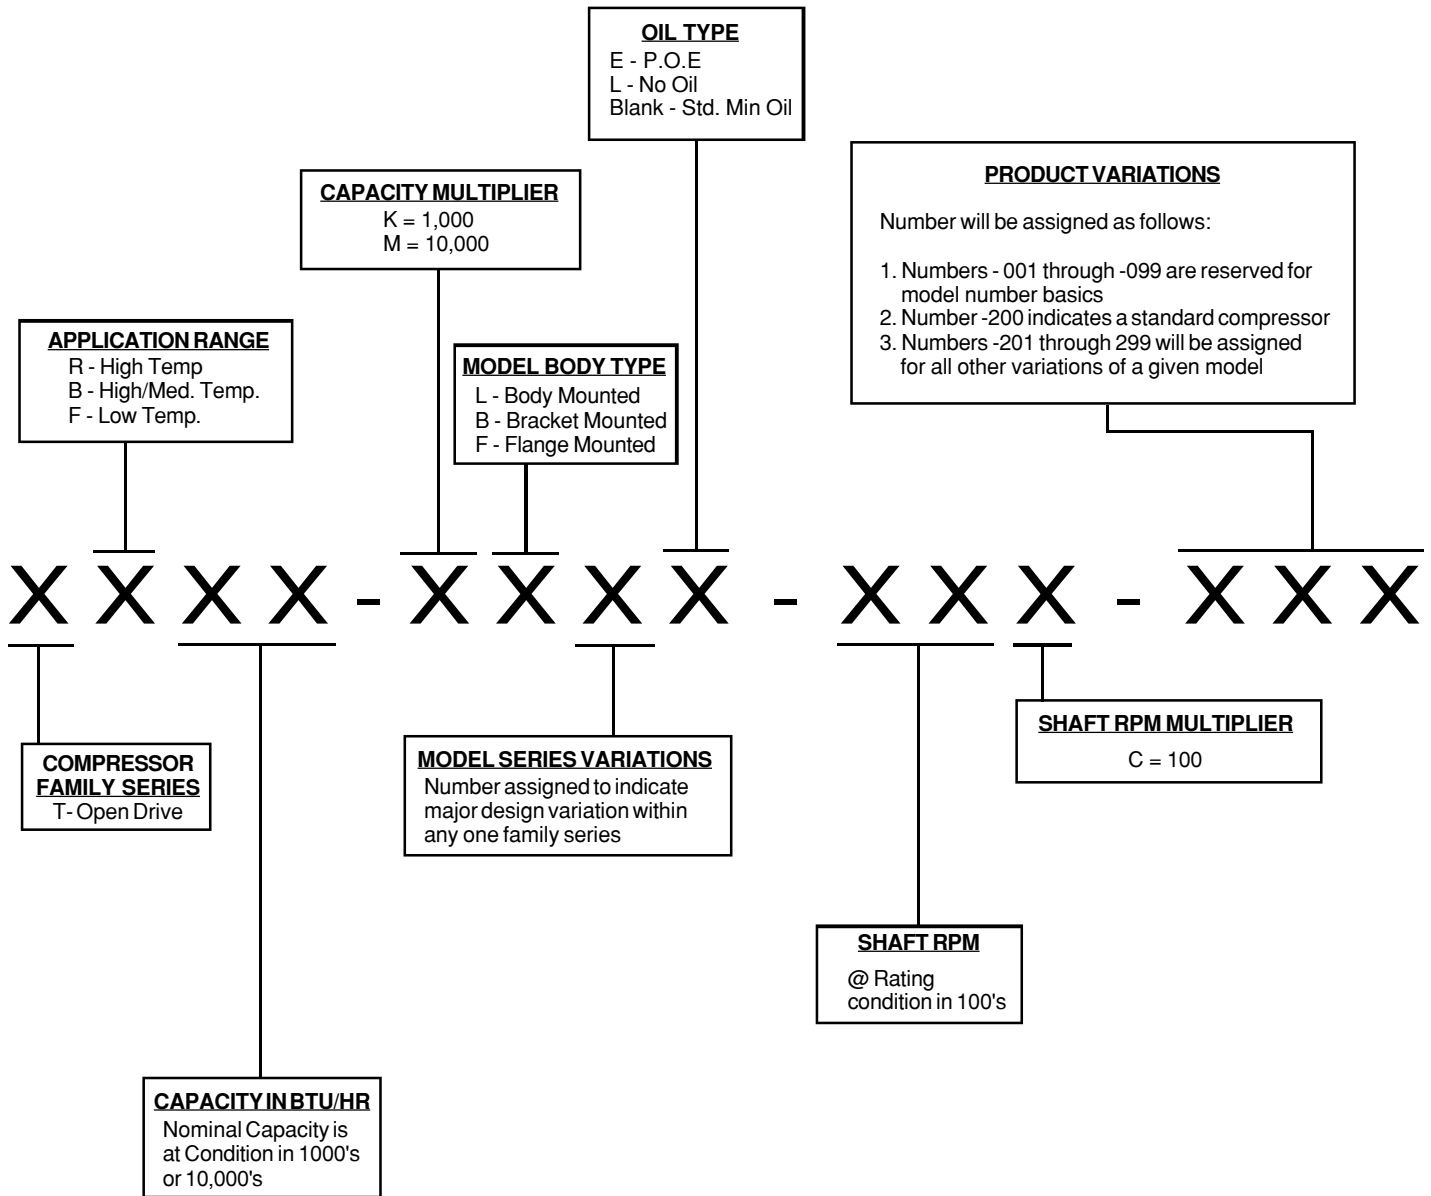 OIL TYPE
E - P.O.E
L - No Oil
Blank - Std. Min Oil
CAPACITY MULTIPLIER
K = 1,000
M = 10,000
PRODUCT VARIATIONS
Number will be assigned as follows:
1. Numbers - 001 through -099 are reserved for
model number basics
2. Number -200 indicates a standard compressor
3. Numbers -201 through 299 will be assigned
for all other variations of a given model
APPLICATION RANGE
R - High Temp
B - High/Med. Temp.
F - Low Temp.
MODEL BODY TYPE
L - Body Mounted
B - Bracket Mounted
F - Flange Mounted
X X X X - X X X X - X X X - X X X
COMPRESSOR
FAMILY SERIES
T- Open Drive
MODEL SERIES VARIATIONS
Number assigned to indicate
major design variation within
any one family series
SHAFT RPM MULTIPLIER
C = 100
SHAFT RPM
@ Rating
condition in 100's
CAPACITY IN BTU/HR
Nominal Capacity is
at Condition in 1000's
or 10,000's